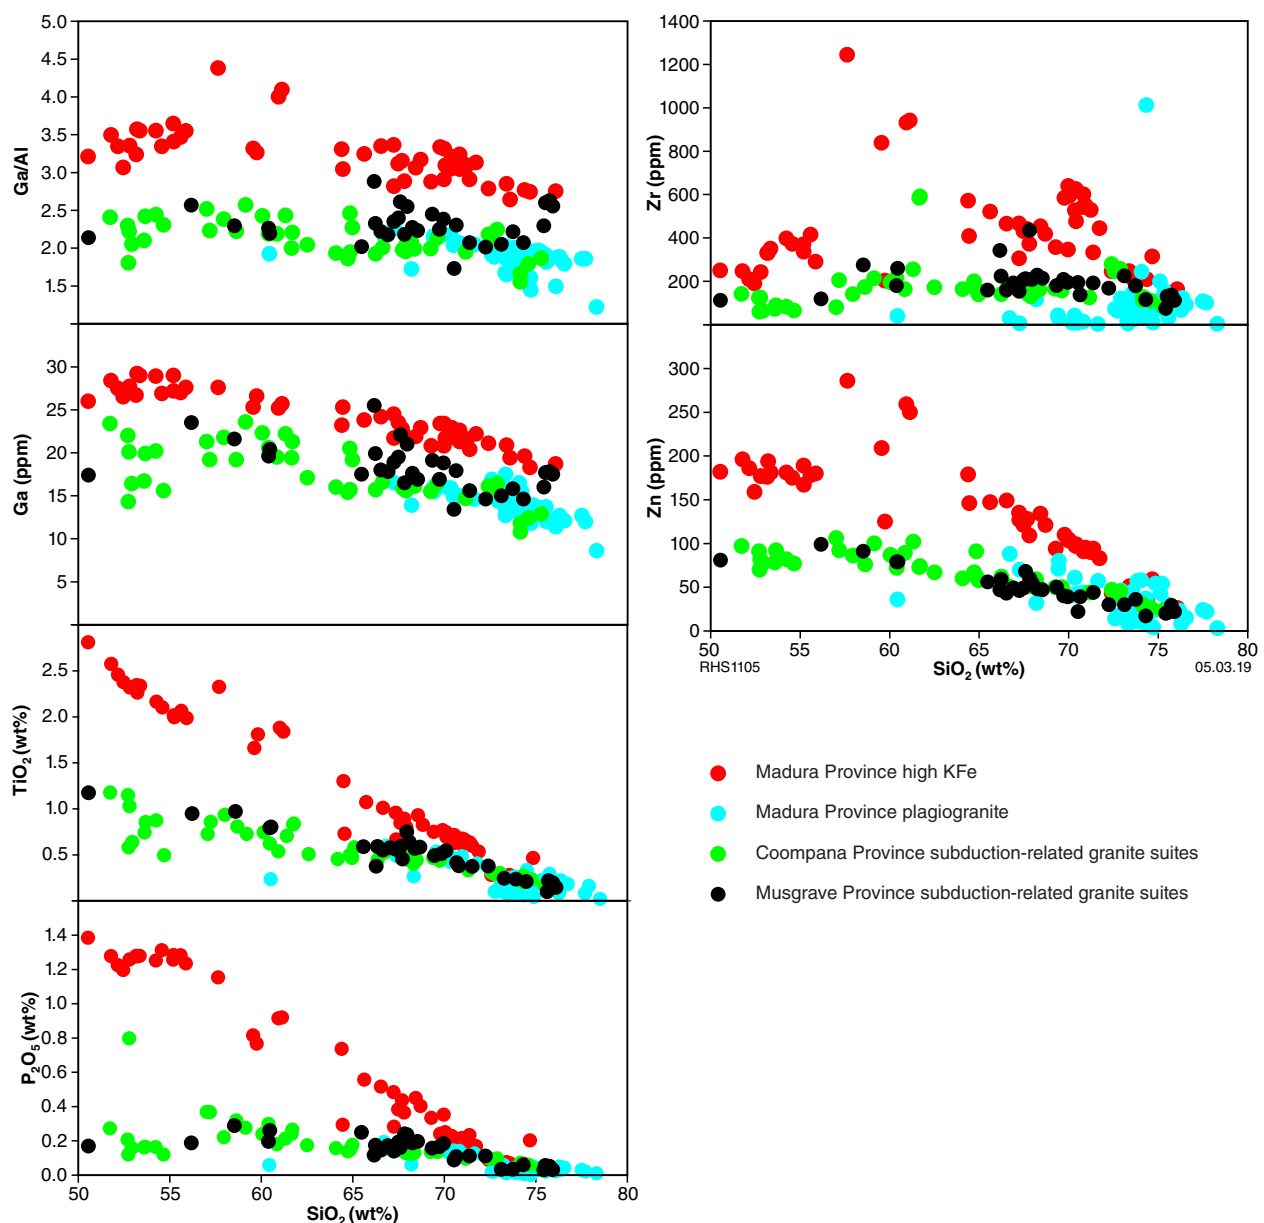 5.0
4.5
4.0
3.5
3.0
2.5
2.0
1.5
Ga/Al
30
25
20
15
10
5
Ga (ppm)
2.5
2.0
1.5
1.0
0.5
TiO2 (wt%)
1.4
1.2
1.0
0.8
0.6
0.4
0.2
0.0
P2O5 (wt%)
50 55 60 65 70 75 80
SiO2 (wt%)
1400
1200
1000
800
600
400
200
Zr (ppm)
300
250
200
150
100
50
0
Zn (ppm)
50 55 60 65 70 75 80
RHS1105 SiO2 (wt%) 05.03.19
Madura Province high KFe
Madura Province plagiogranite
Coompana Province subduction-related granite suites
Musgrave Province subduction-related granite suites